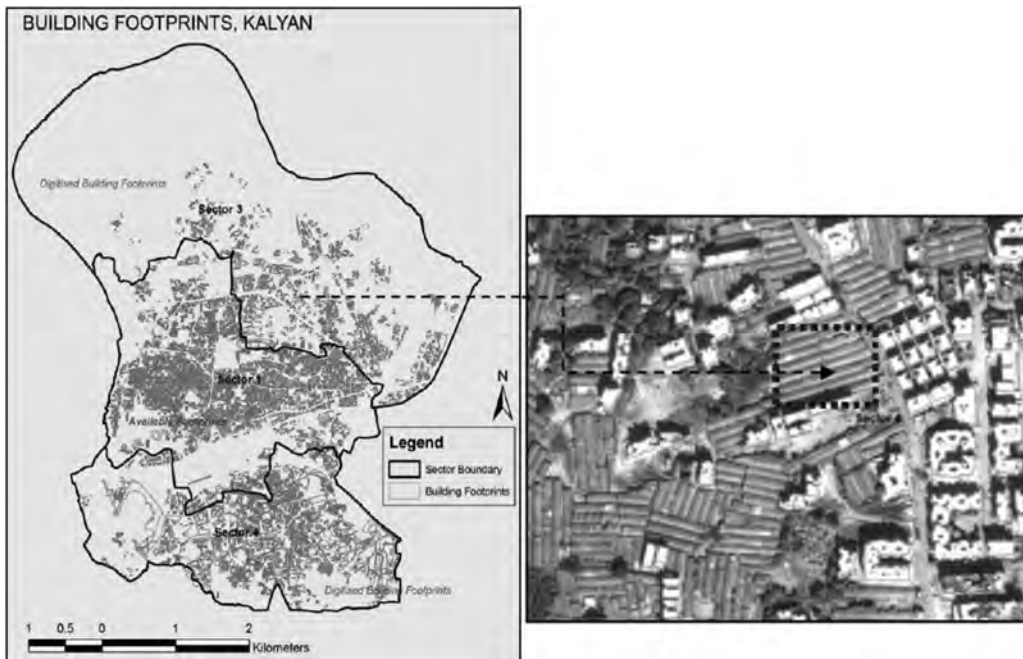 BUILDING FOOTPRINTS, KALYAN
Digitised Building Footprints
Sector 3
Sector 1
Available Footprints
N
Legend
Sector Boundary
Building Footprints
Sector 4
Digitised Building Footprints
1 0.5 0 1 2
Kilometers